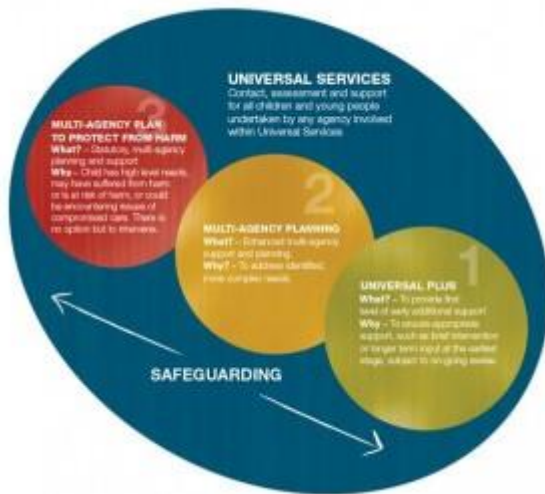 UNIVERSAL SERVICES
Contact, assessment and support
for all children and young people
undertaken by any agency involved
within Universal Services
3
MULTI-AGENCY PLAN
TO PROTECT FROM HARM
What? – Statutory, multi-agency
planning and support
Why – Child has high level needs,
may have suffered from harm
or is at risk of harm, or could
be encountering issues of
compromised care. There is
no option but to intervene.
2
MULTI-AGENCY PLANNING
What? – Enhanced multi-agency
support and planning.
Why? – To address identified,
more complex needs
1
UNIVERSAL PLUS
What? – To provide first
level of early additional support
Why – To ensure appropriate
support, such as brief intervention
or longer term input at the earliest
stage, subject to on-going review.
SAFEGUARDING